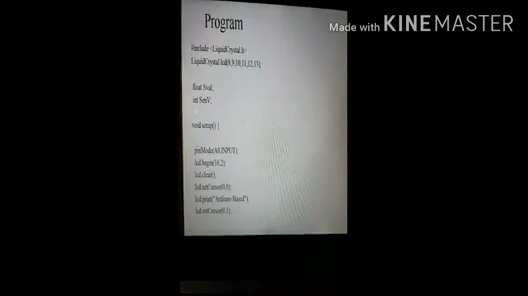 Program
Made with KINEMASTER
#include <LiquidCrystal.h>
LiquidCrystal lcd(8,9,10,11,12,13);
float Sval;
int SenV;
void setup() {
pinMode(A0,INPUT);
lcd.begin(16,2);
lcd.clear();
lcd.setCursor(0,0);
lcd.print("Arduino Based");
lcd.setCursor(0,1);